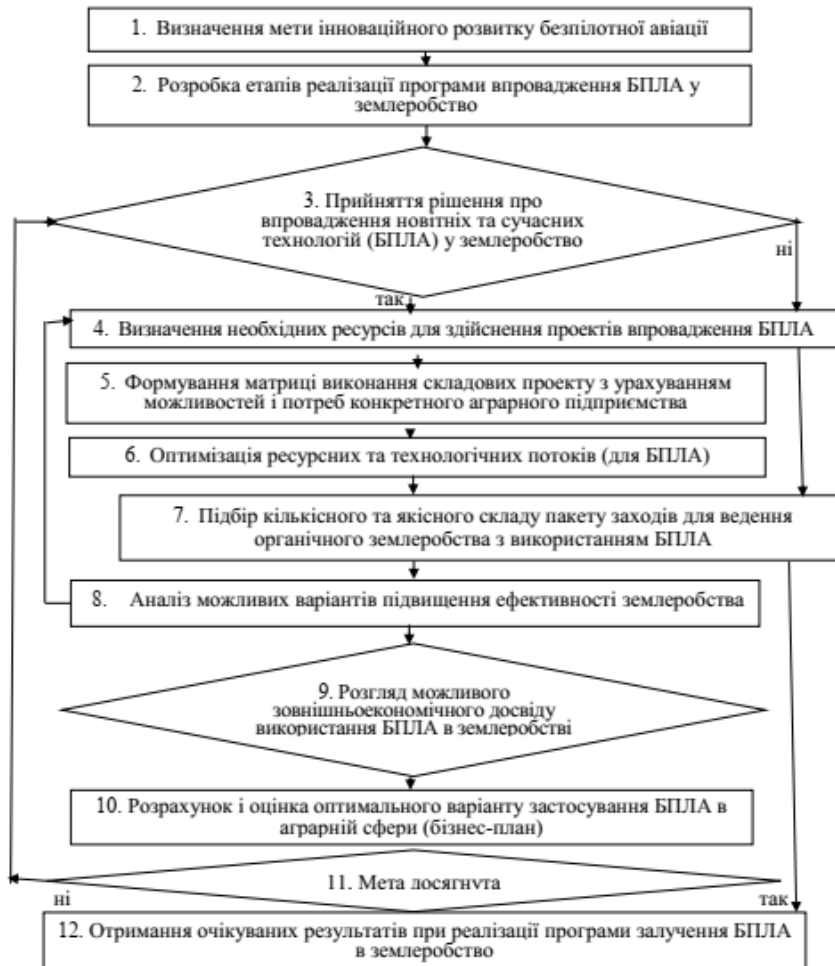 1. Визначення мети інноваційного розвитку безпілотної авіації
2. Розробка етапів реалізації програми впровадження БПЛА у
землеробство
3. Прийняття рішення про
впровадження новітніх та сучасних
технологій (БПЛА) у землеробство
ні
так
4. Визначення необхідних ресурсів для здійснення проектів впровадження БПЛА
5. Формування матриці виконання складових проекту з урахуванням
можливостей і потреб конкретного аграрного підприємства
6. Оптимізація ресурсних та технологічних потоків (для БПЛА)
7. Підбір кількісного та якісного складу пакету заходів для ведення
органічного землеробства з використанням БПЛА
8. Аналіз можливих варіантів підвищення ефективності землеробства
9. Розгляд можливого
зовнішньоекономічного досвіду
використання БПЛА в землеробстві
10. Розрахунок і оцінка оптимального варіанту застосування БПЛА в
аграрній сфери (бізнес-план)
11. Мета досягнута
ні
так
12. Отримання очікуваних результатів при реалізації програми залучення БПЛА
в землеробство